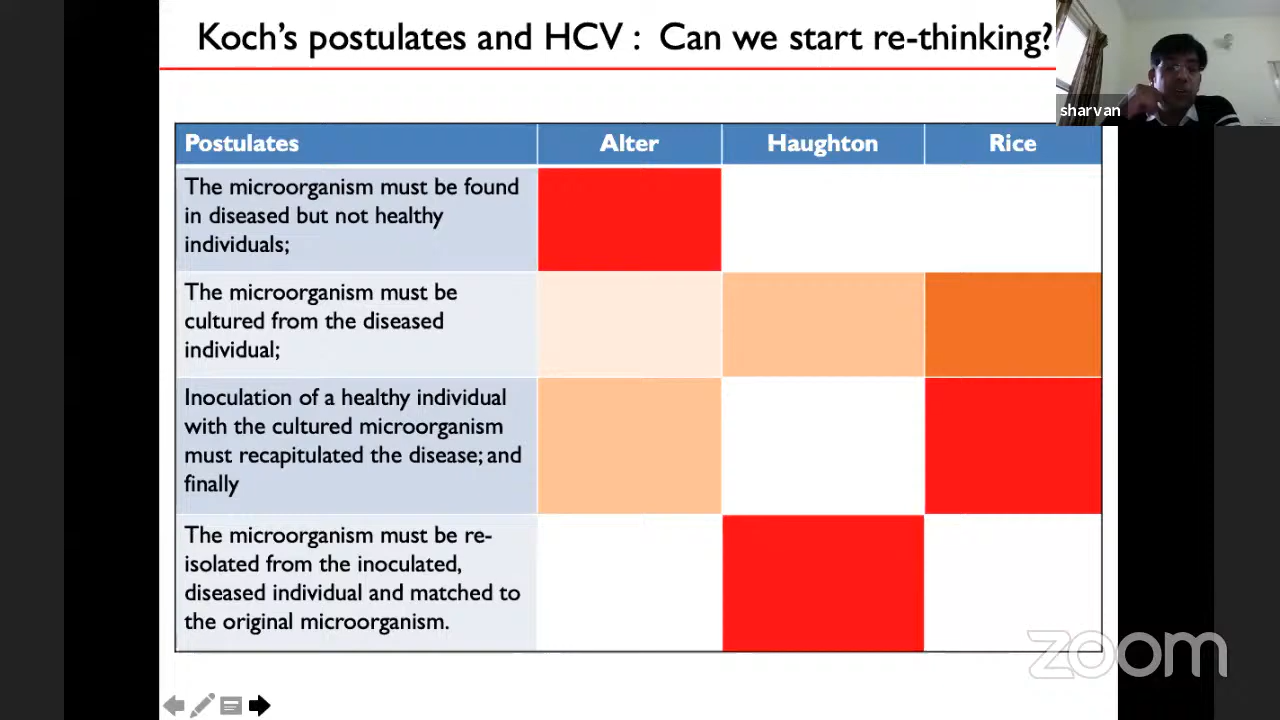 Koch's postulates and HCV : Can we start re-thinking?
sharvan
Postulates Alter Haughton Rice
The microorganism must be found
in diseased but not healthy
individuals;
The microorganism must be
cultured from the diseased
individual;
Inoculation of a healthy individual
with the cultured microorganism
must recapitulated the disease; and
finally
The microorganism must be re-
isolated from the inoculated,
diseased individual and matched to
the original microorganism.
zoom